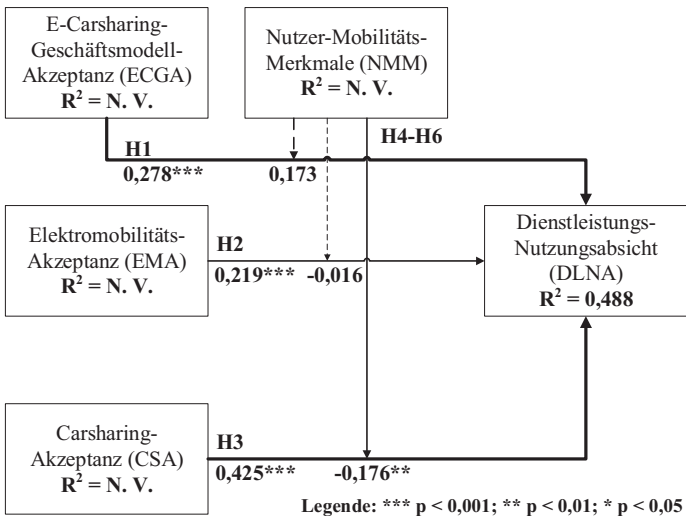 E-Carsharing-
Geschäftsmodell-
Akzeptanz (ECGA)
R² = N. V.
Nutzer-Mobilitäts-
Merkmale (NMM)
R² = N. V.
H4-H6
H1
0,278***
0,173
Elektromobilitäts-
Akzeptanz (EMA)
R² = N. V.
H2
0,219***
-0,016
Dienstleistungs-
Nutzungsabsicht
(DLNA)
R² = 0,488
Carsharing-
Akzeptanz (CSA)
R² = N. V.
H3
0,425***
-0,176**
Legende: *** p < 0,001; ** p < 0,01; * p < 0,05